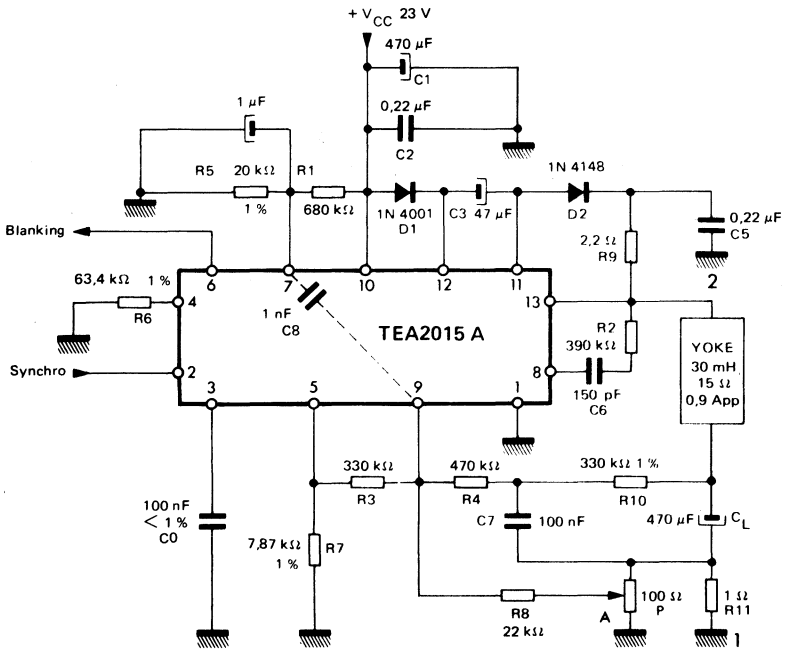 + VCC 23 V
470 µF
C1
1 µF
0,22 µF
C2
R5
20 kΩ
1 %
R1
680 kΩ
1N 4001
D1
C3
47 µF
1N 4148
D2
0,22 µF
C5
2
2,2 Ω
R9
Blanking
6
7
10
12
11
63,4 kΩ 1 %
R6
4
1 nF
C8
TEA2015 A
13
R2
390 kΩ
YOKE
30 mH
15 Ω
0,9 App
Synchro
2
8
150 pF
C6
3
5
9
1
330 kΩ
R3
470 kΩ
R4
330 kΩ 1 %
R10
100 nF
< 1 %
C0
C7
100 nF
470 µF
CL
7,87 kΩ
1 %
R7
R8
22 kΩ
A
100 Ω
P
1 Ω
R11
1